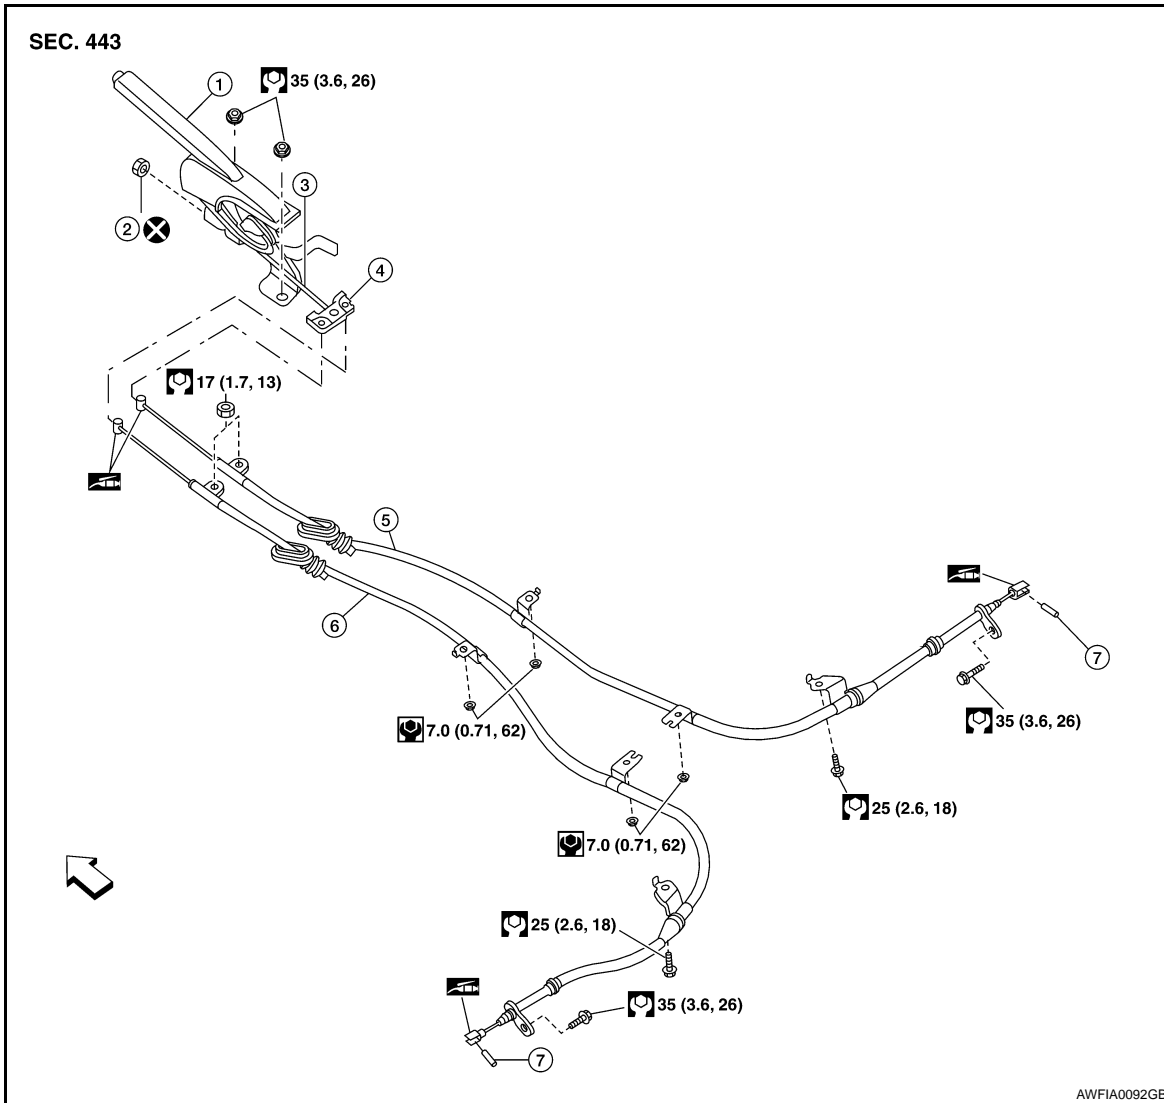 SEC. 443
1
35 (3.6, 26)
3
2
4
17 (1.7, 13)
5
6
7
7.0 (0.71, 62)
35 (3.6, 26)
25 (2.6, 18)
7.0 (0.71, 62)
25 (2.6, 18)
35 (3.6, 26)
7
AWFIA0092GB